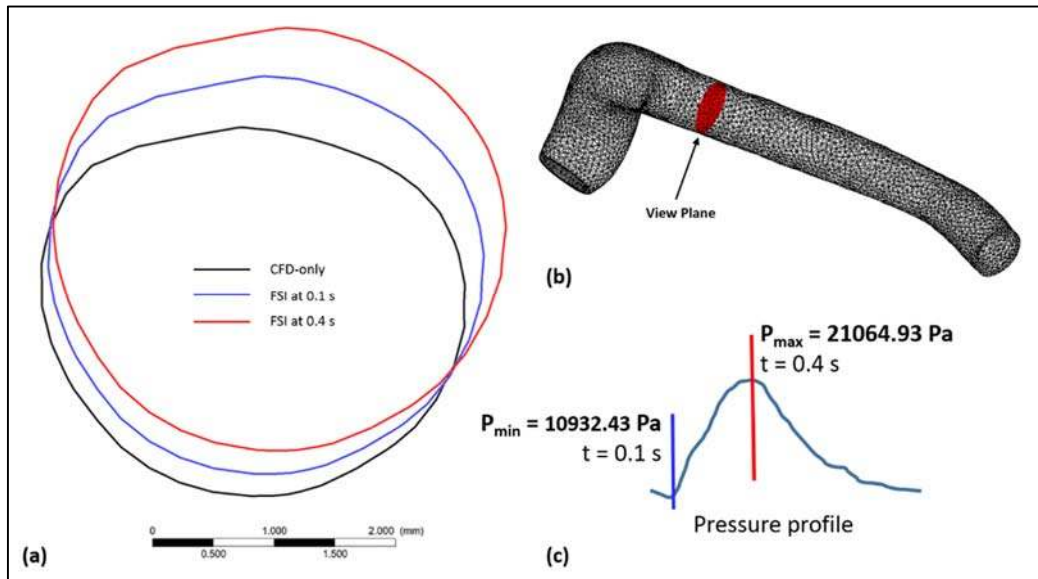 CFD-only
FSI at 0.1 s
FSI at 0.4 s
0 1.000 2.000 (mm)
0.500 1.500
(a)
View Plane
(b)
Pmax = 21064.93 Pa
t = 0.4 s
Pmin = 10932.43 Pa
t = 0.1 s
Pressure profile
(c)